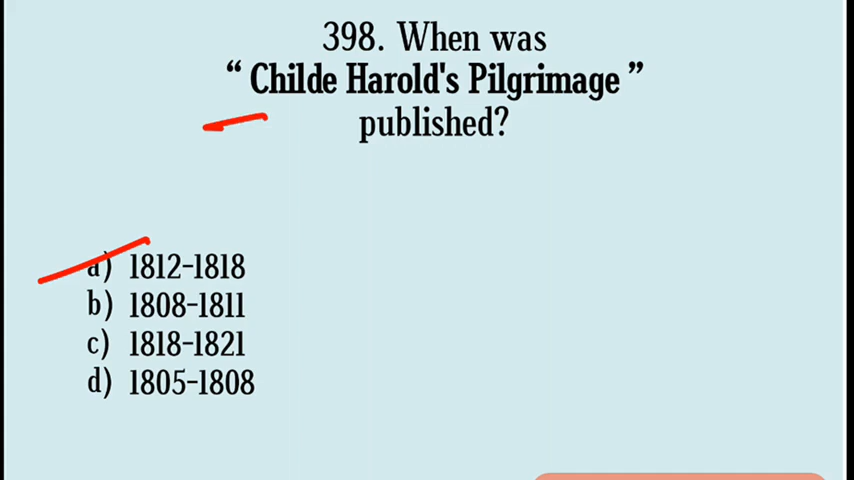 398. When was
“ Childe Harold's Pilgrimage ”
published?
a) 1812-1818
b) 1808-1811
c) 1818-1821
d) 1805-1808